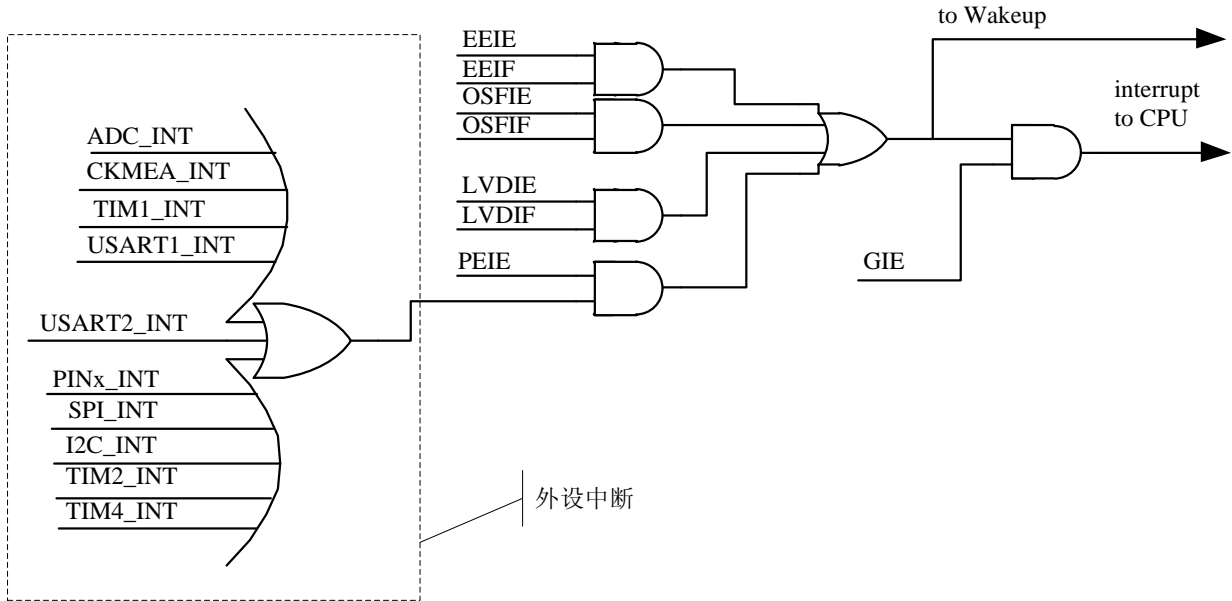 to Wakeup
interrupt
to CPU
EEIE
EEIF
OSFIE
OSFIF
LVDIE
LVDIF
PEIE
GIE
ADC_INT
CKMEA_INT
TIM1_INT
USART1_INT
USART2_INT
PINx_INT
SPI_INT
I2C_INT
TIM2_INT
TIM4_INT
外设中断